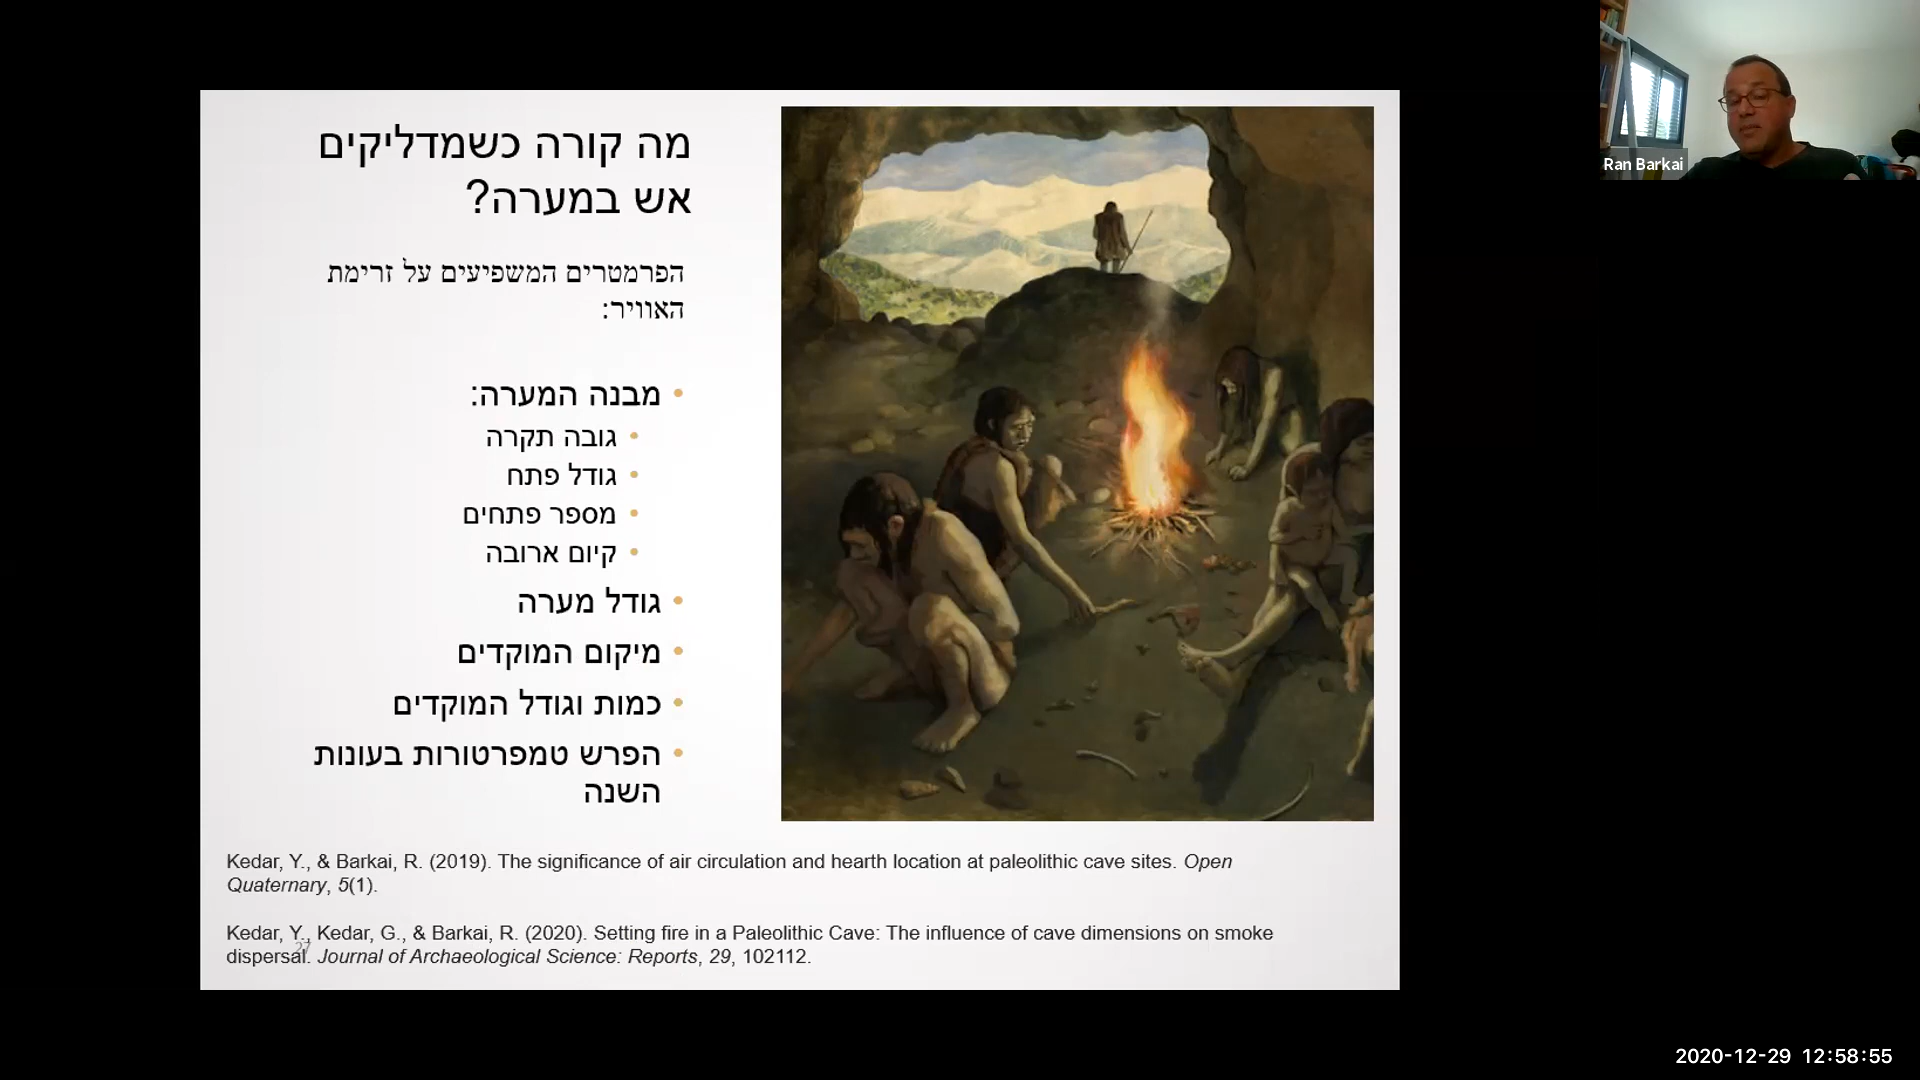 מה קורה כשמדליקים
אש במערה?
הפרמטרים המשפיעים על זרימת
האוויר:
• מבנה המערה:
• גובה תקרה
• גודל פתח
• מספר פתחים
• קיום ארובה
• גודל מערה
• מיקום המוקדים
• כמות וגודל המוקדים
• הפרש טמפרטורות בעונות
השנה
Kedar, Y., & Barkai, R. (2019). The significance of air circulation and hearth location at paleolithic cave sites. Open
Quaternary, 5(1).
Kedar, Y., Kedar, G., & Barkai, R. (2020). Setting fire in a Paleolithic Cave: The influence of cave dimensions on smoke
dispersal. Journal of Archaeological Science: Reports, 29, 102112.
27
Ran Barkai
2020-12-29 12:58:55